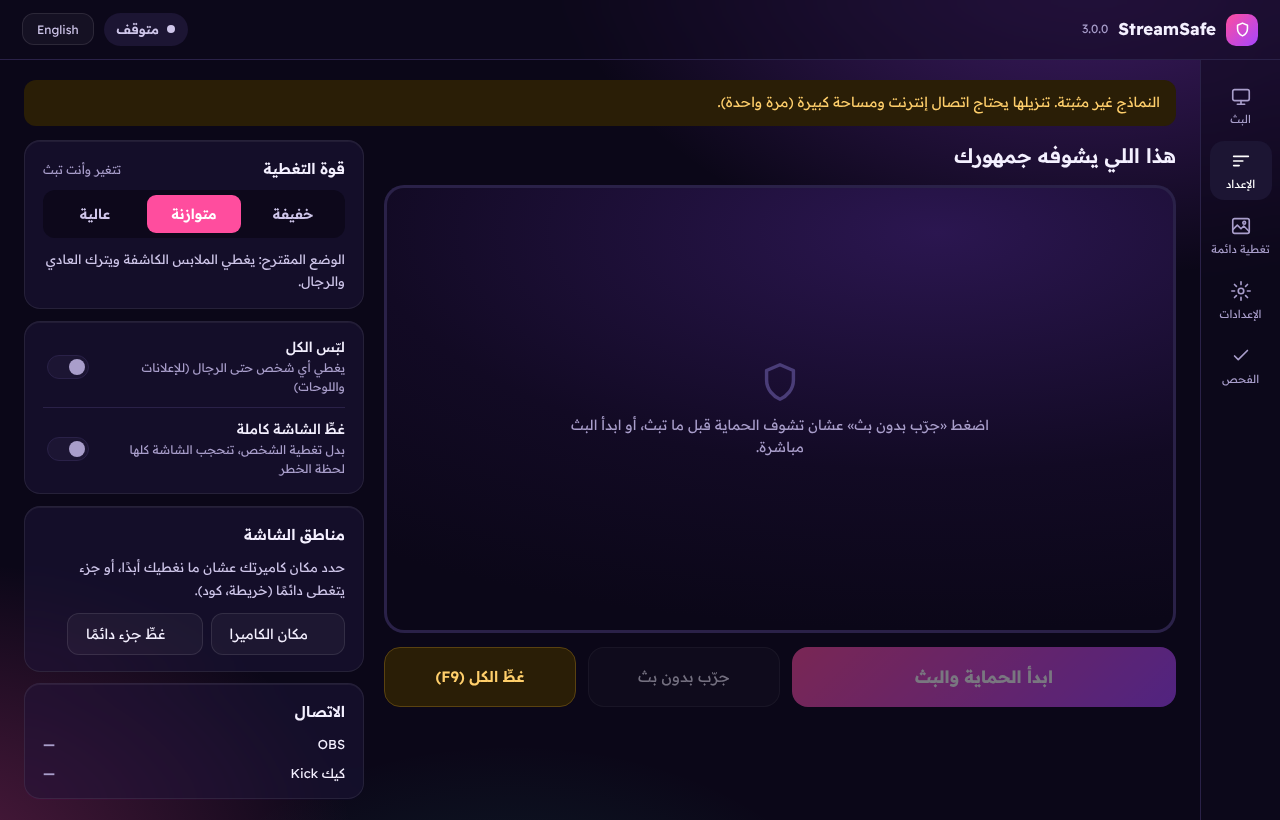 StreamSafe 3.0.0
متوقف
English
البث
الإعداد
تغطية دائمة
الإعدادات
الفحص
النماذج غير مثبتة. تنزيلها يحتاج اتصال إنترنت ومساحة كبيرة (مرة واحدة).
هذا اللي يشوفه جمهورك
اضغط «جرّب بدون بث» عشان تشوف الحماية قبل ما تبث، أو ابدأ البث
مباشرة.
ابدأ الحماية والبث
جرّب بدون بث
غطِّ الكل (F9)
قوة التغطية
تتغير وأنت تبث
خفيفة
متوازنة
عالية
الوضع المقترح: يغطي الملابس الكاشفة ويترك العادي
والرجال.
لبّس الكل
يغطي أي شخص حتى الرجال (للإعلانات
واللوحات)
غطِّ الشاشة كاملة
بدل تغطية الشخص، تنحجب الشاشة كلها
لحظة الخطر
مناطق الشاشة
حدد مكان كاميرتك عشان ما نغطيك أبدًا، أو جزء
يتغطى دائمًا (خريطة، كود).
مكان الكاميرا
غطِّ جزء دائمًا
الاتصال
OBS —
كيك Kick —